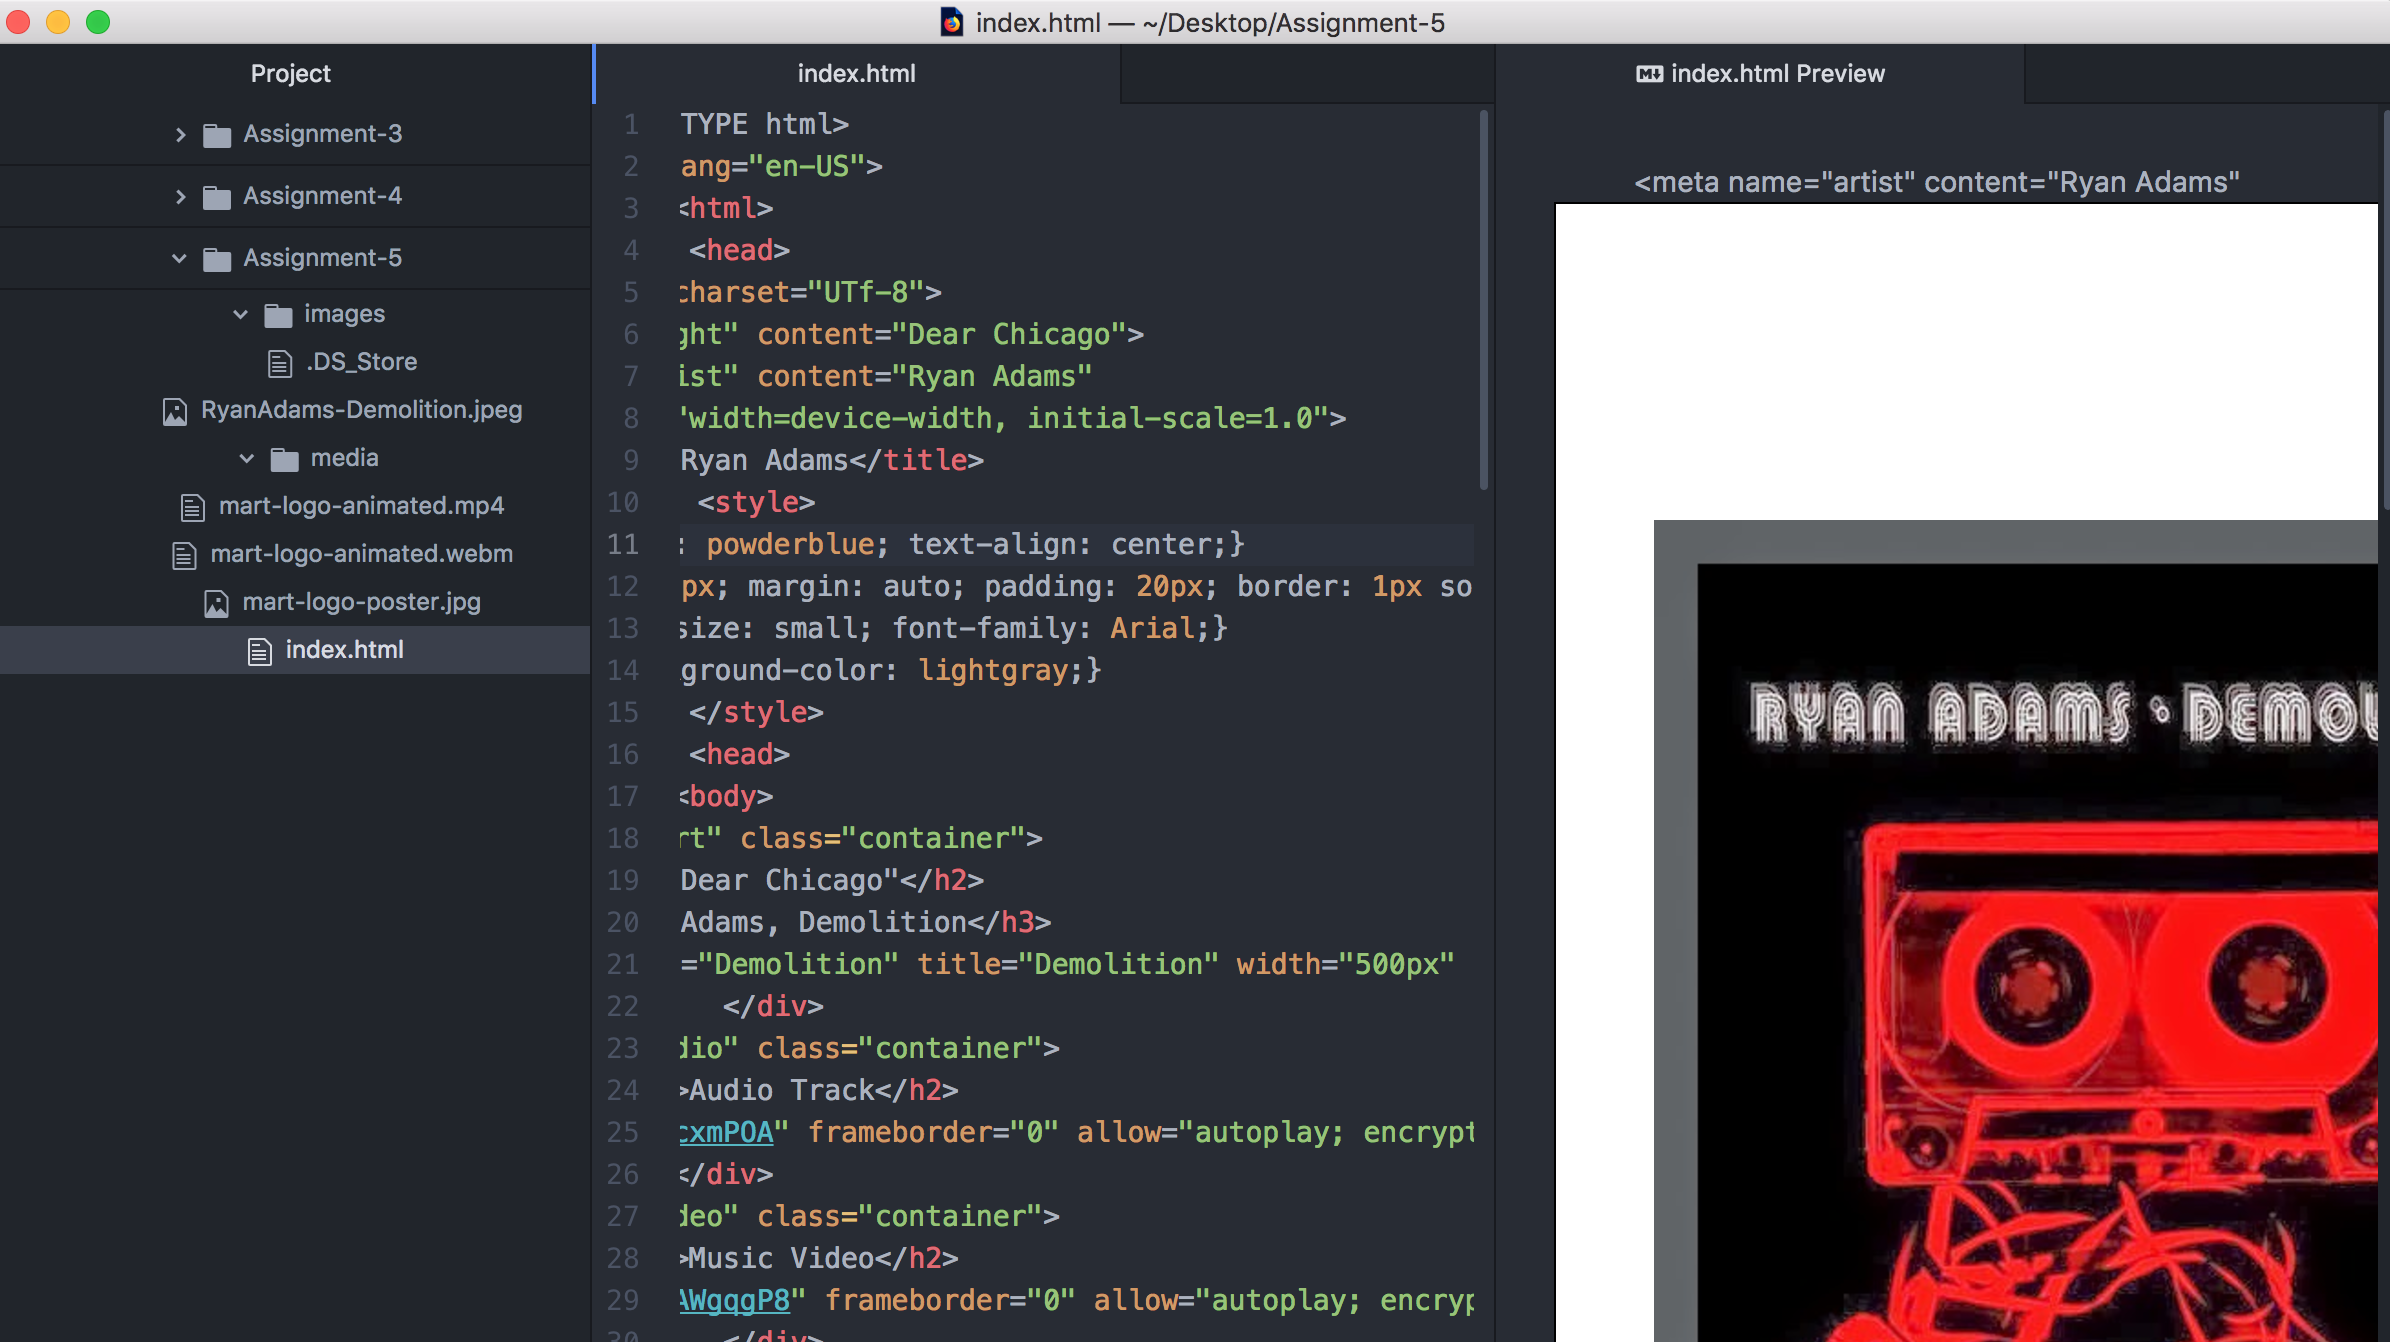 index.html — ~/Desktop/Assignment-5
Project
Assignment-3
Assignment-4
Assignment-5
images
.DS_Store
RyanAdams-Demolition.jpeg
media
mart-logo-animated.mp4
mart-logo-animated.webm
mart-logo-poster.jpg
index.html
index.html
1 TYPE html>
2 ang="en-US">
3 <html>
4 <head>
5 charset="UTf-8">
6 ght" content="Dear Chicago">
7 ist" content="Ryan Adams"
8 "width=device-width, initial-scale=1.0">
9 Ryan Adams</title>
10 <style>
11 : powderblue; text-align: center;}
12 px; margin: auto; padding: 20px; border: 1px so
13 size: small; font-family: Arial;}
14 ground-color: lightgray;}
15 </style>
16 <head>
17 <body>
18 rt" class="container">
19 Dear Chicago"</h2>
20 Adams, Demolition</h3>
21 ="Demolition" title="Demolition" width="500px"
22 </div>
23 dio" class="container">
24 >Audio Track</h2>
25 cxmPOA" frameborder="0" allow="autoplay; encrypt
26 </div>
27 deo" class="container">
28 >Music Video</h2>
29 AWgqgP8" frameborder="0" allow="autoplay; encryp
30 </div>
index.html Preview
<meta name="artist" content="Ryan Adams"
RYAN ADAMS • DEMOL